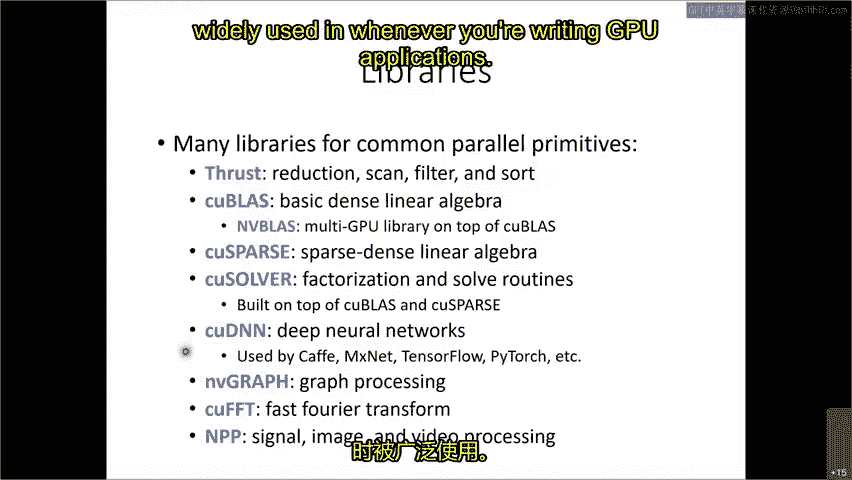 widely used in whenever you're writing GPU
applications.
Libraries
• Many libraries for common parallel primitives:
• Thrust: reduction, scan, filter, and sort
• cuBLAS: basic dense linear algebra
• NVBLAS: multi-GPU library on top of cuBLAS
• cuSPARSE: sparse-dense linear algebra
• cuSOLVER: factorization and solve routines
• Built on top of cuBLAS and cuSPARSE
• cuDNN: deep neural networks
• Used by Caffe, MxNet, TensorFlow, PyTorch, etc.
• nvGRAPH: graph processing
• cuFFT: fast fourier transform
• NPP: signal, image, and video processing
时被广泛使用。
+15